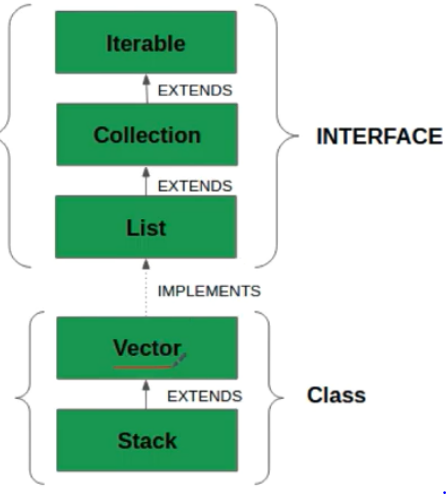 Iterable
EXTENDS
Collection
INTERFACE
EXTENDS
List
IMPLEMENTS
Vector
EXTENDS
Class
Stack